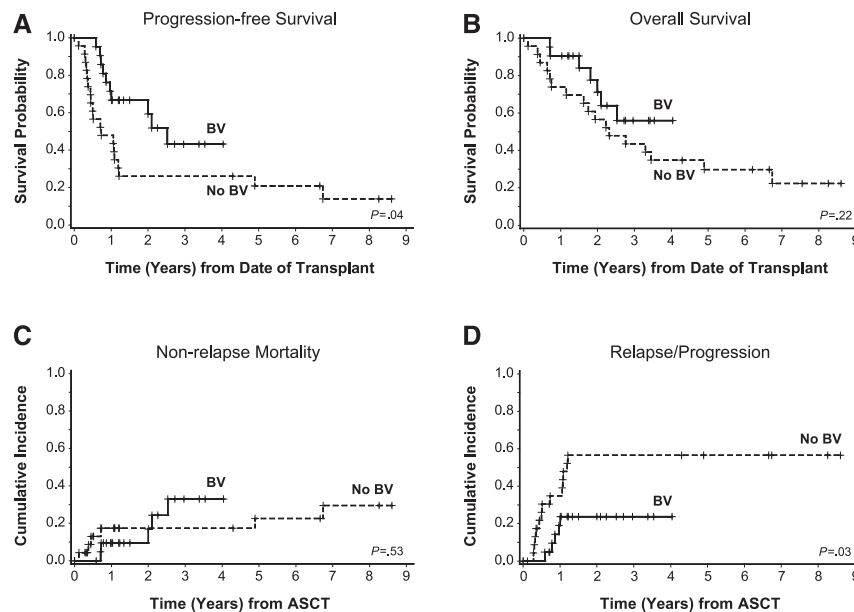 A
Progression-free Survival
Survival Probability
1.0
0.8
0.6
0.4
0.2
0.0
BV
No BV
P=.04
0 1 2 3 4 5 6 7 8 9
Time (Years) from Date of Transplant
B
Overall Survival
Survival Probability
1.0
0.8
0.6
0.4
0.2
0.0
BV
No BV
P=.22
0 1 2 3 4 5 6 7 8 9
Time (Years) from Date of Transplant
C
Non-relapse Mortality
Cumulative Incidence
1.0
0.8
0.6
0.4
0.2
0.0
BV
No BV
P=.53
0 1 2 3 4 5 6 7 8 9
Time (Years) from ASCT
D
Relapse/Progression
Cumulative Incidence
1.0
0.8
0.6
0.4
0.2
0.0
No BV
BV
P=.03
0 1 2 3 4 5 6 7 8 9
Time (Years) from ASCT